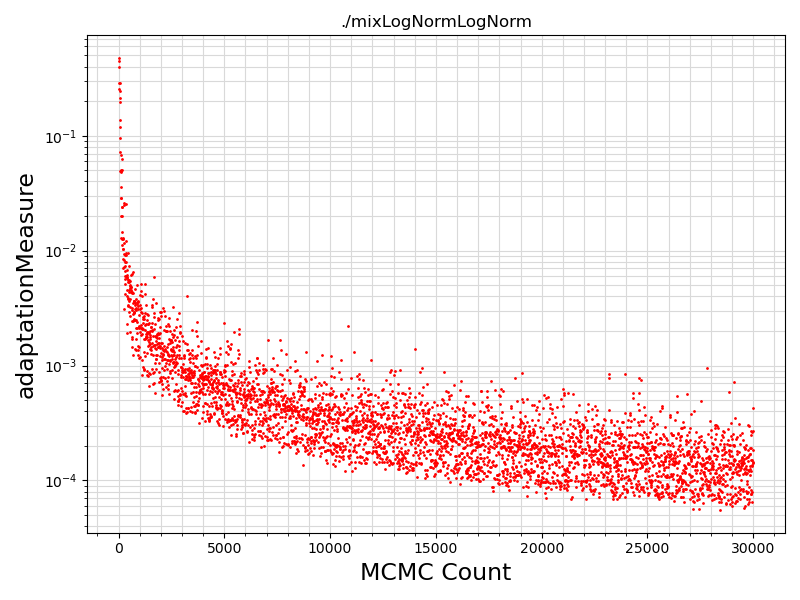 ./mixLogNormLogNorm
adaptationMeasure
10⁻¹
10⁻²
10⁻³
10⁻⁴
0 5000 10000 15000 20000 25000 30000
MCMC Count